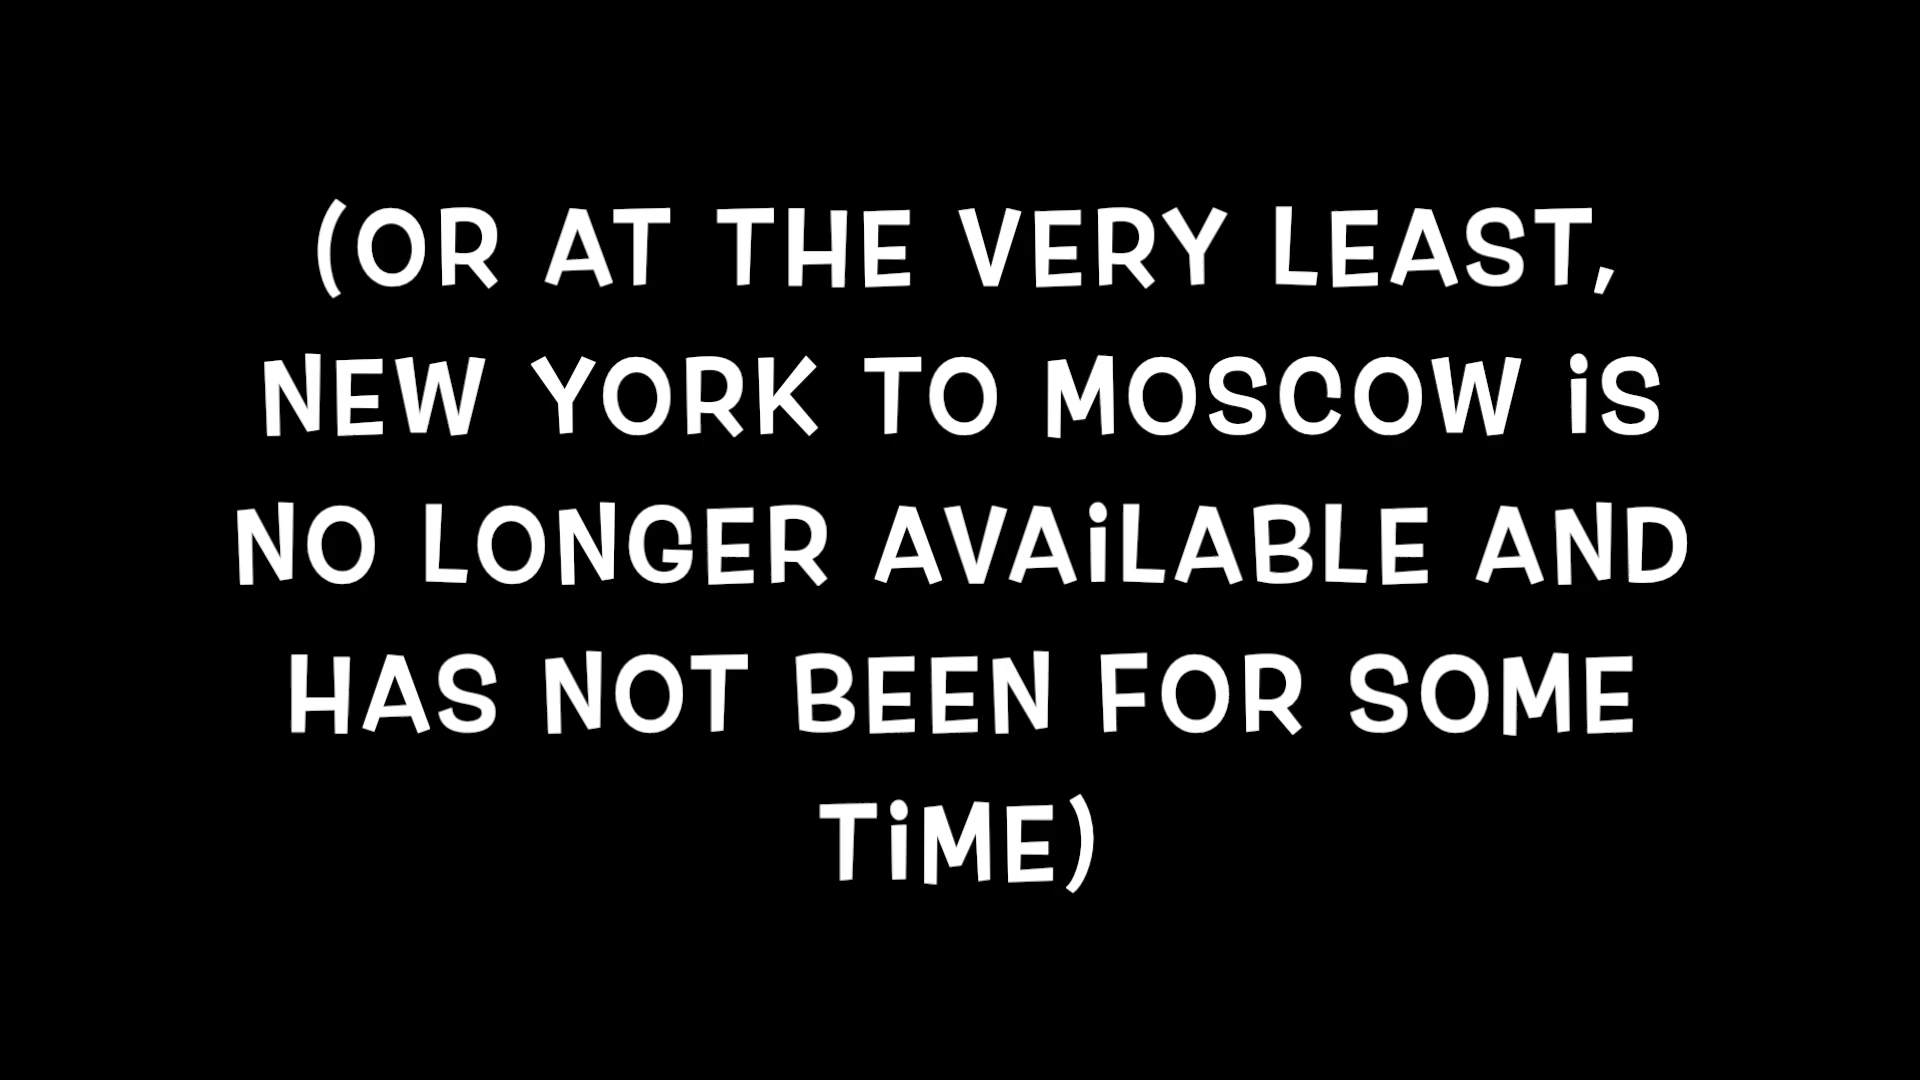 (OR AT THE VERY LEAST,
NEW YORK TO MOSCOW iS
NO LONGER AVAiLABLE AND
HAS NOT BEEN FOR SOME
TiME)